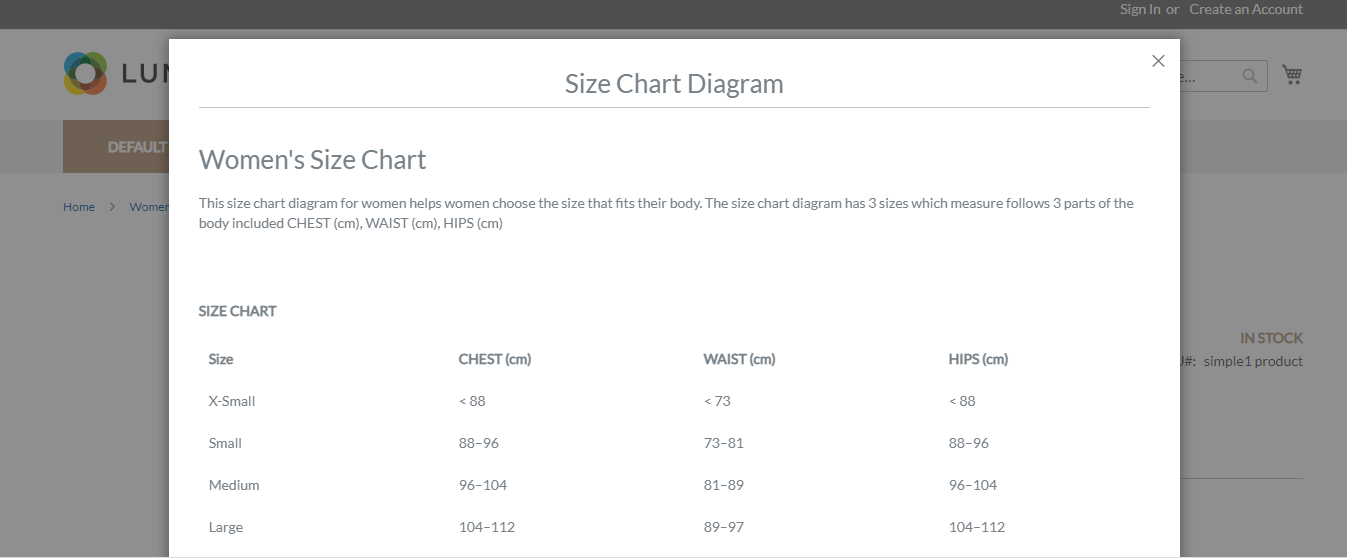 Sign In or Create an Account
LUM
Size Chart Diagram
e...
DEFAULT
Women's Size Chart
Home > Women
This size chart diagram for women helps women choose the size that fits their body. The size chart diagram has 3 sizes which measure follows 3 parts of the
body included CHEST (cm), WAIST (cm), HIPS (cm)
SIZE CHART
IN STOCK
Size CHEST (cm) WAIST (cm) HIPS (cm)
U#: simple1 product
X-Small < 88 < 73 < 88
Small 88–96 73–81 88–96
Medium 96–104 81–89 96–104
Large 104–112 89–97 104–112